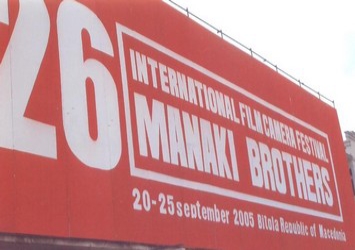 26
INTERNATIONAL FILM CAMERA FESTIVAL
MANAKI BROTHERS
20-25 september 2005 Bitola Republic of Macedonia